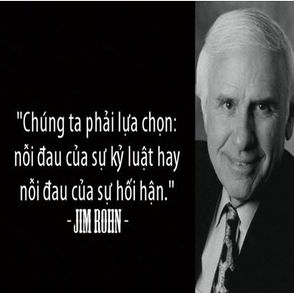 "Chúng ta phải lựa chọn:
nỗi đau của sự kỷ luật hay
nỗi đau của sự hối hận."
- JIM ROHN -